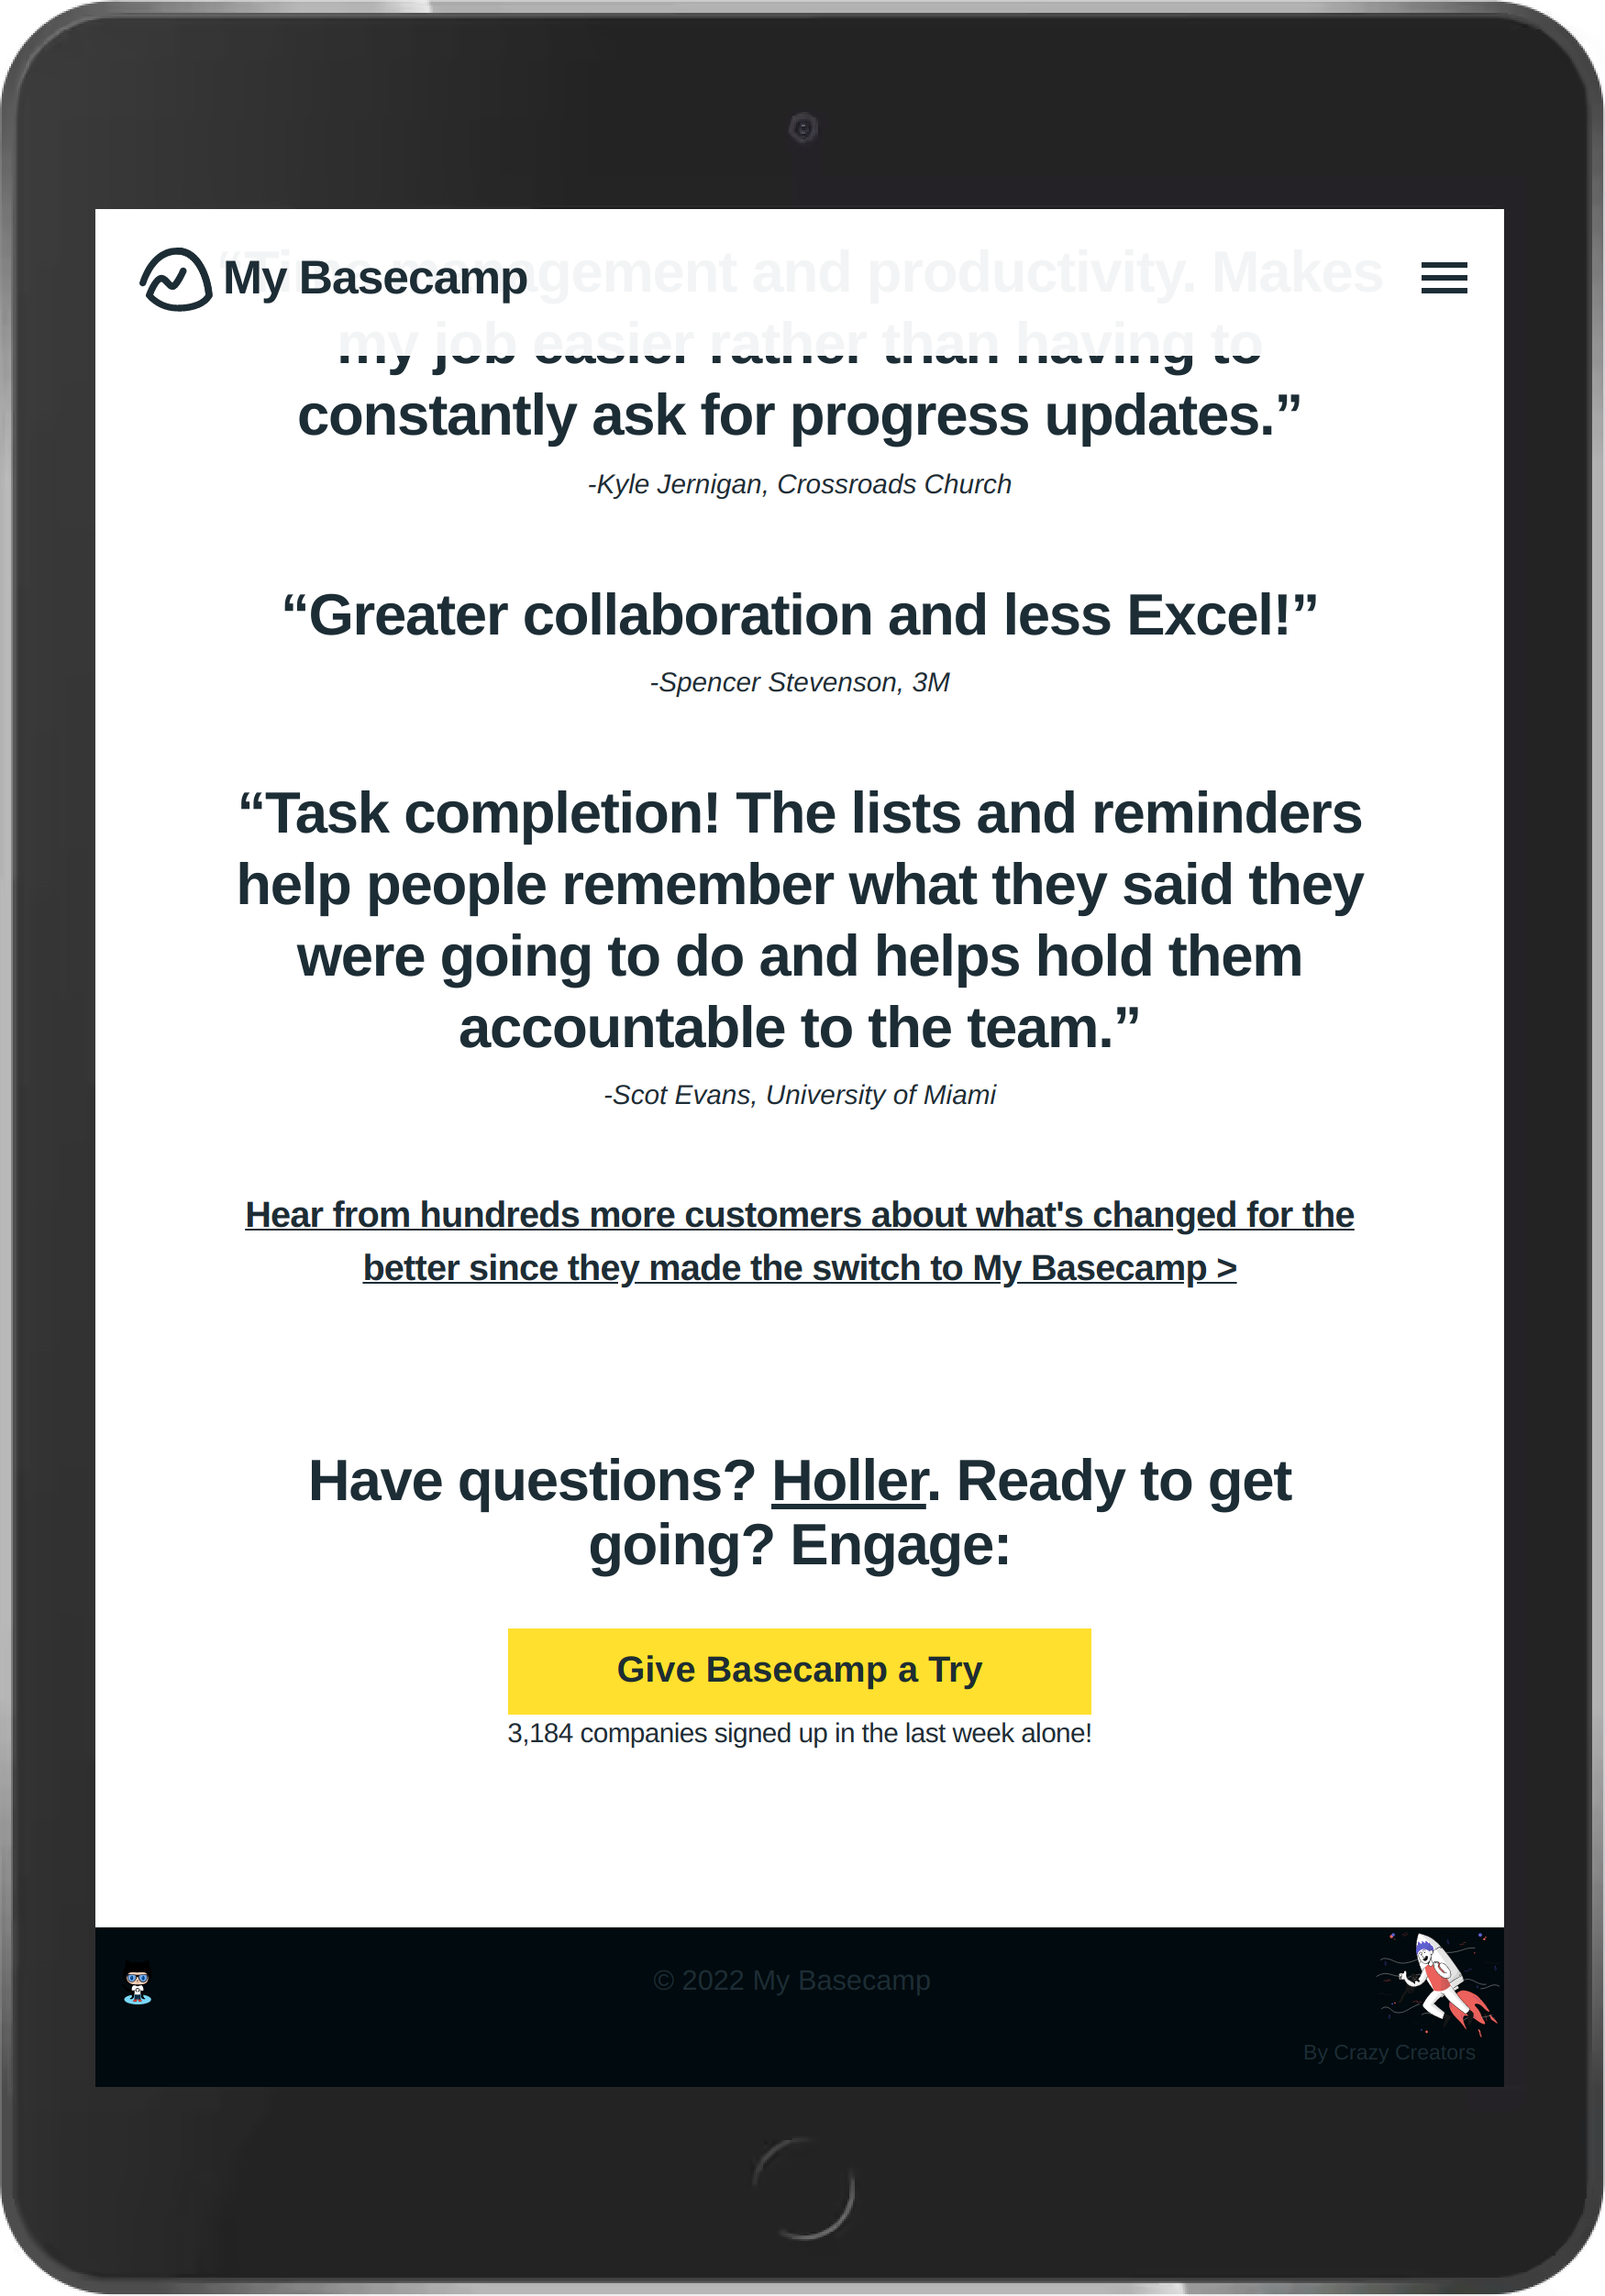 “Time management and productivity. Makes
My Basecamp
my job easier rather than having to
constantly ask for progress updates.”
-Kyle Jernigan, Crossroads Church
“Greater collaboration and less Excel!”
-Spencer Stevenson, 3M
“Task completion! The lists and reminders
help people remember what they said they
were going to do and helps hold them
accountable to the team.”
-Scot Evans, University of Miami
Hear from hundreds more customers about what's changed for the
better since they made the switch to My Basecamp >
Have questions? Holler. Ready to get
going? Engage:
Give Basecamp a Try
3,184 companies signed up in the last week alone!
© 2022 My Basecamp
By Crazy Creators